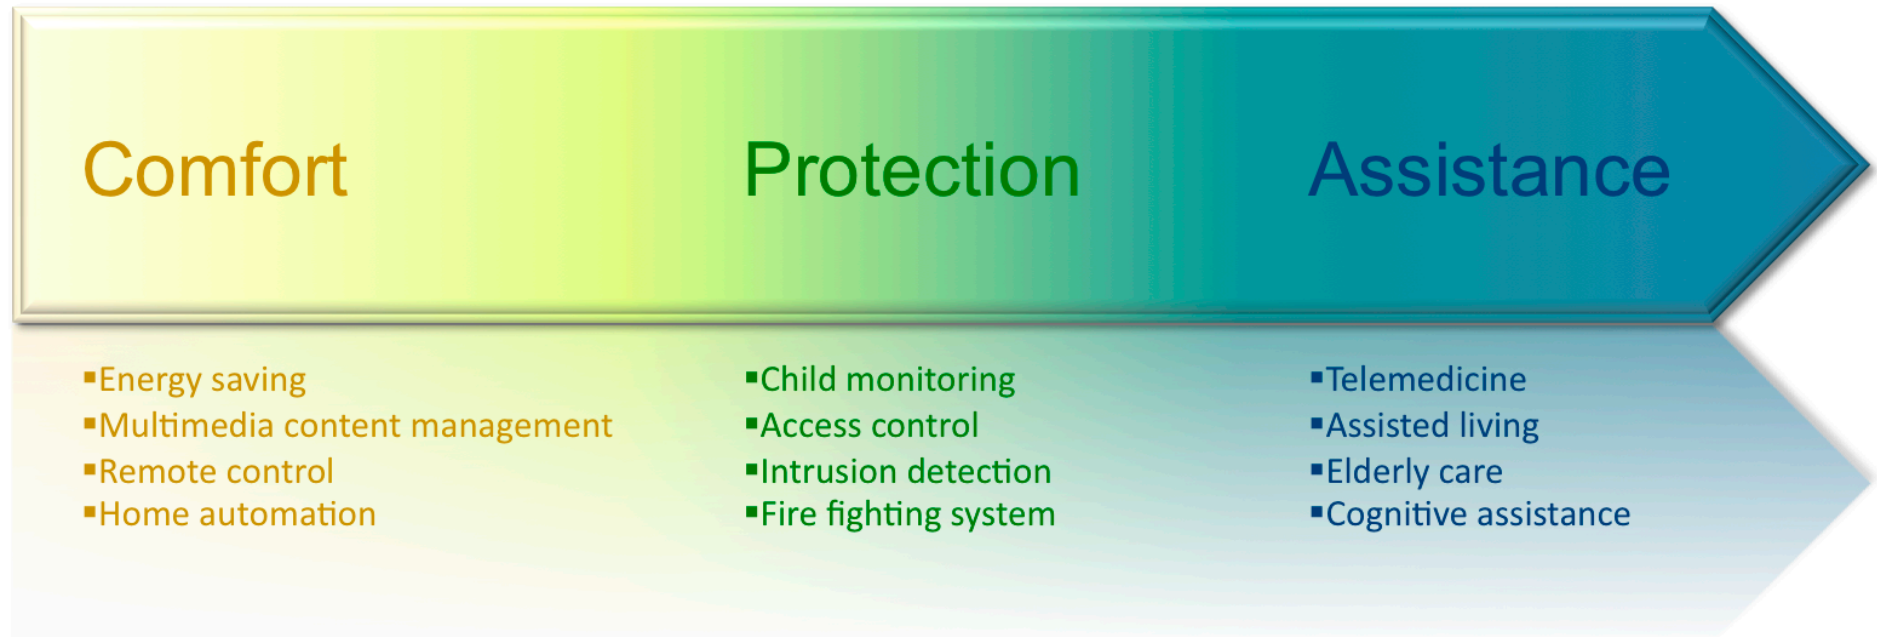 Comfort
Protection
Assistance
▪Energy saving
▪Multimedia content management
▪Remote control
▪Home automation
▪Child monitoring
▪Access control
▪Intrusion detection
▪Fire fighting system
▪Telemedicine
▪Assisted living
▪Elderly care
▪Cognitive assistance